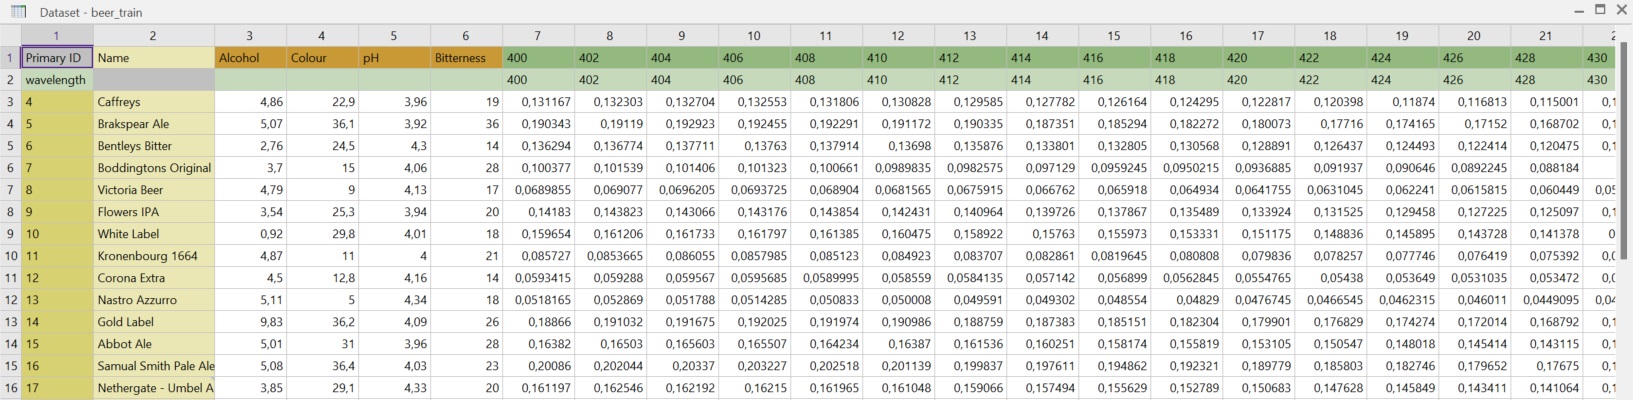 Dataset - beer_train
1 2 3 4 5 6 7 8 9 10 11 12 13 14 15 16 17 18 19 20 21
1 Primary ID Name Alcohol Colour pH Bitterness 400 402 404 406 408 410 412 414 416 418 420 422 424 426 428 430
2 wavelength 400 402 404 406 408 410 412 414 416 418 420 422 424 426 428 430
3 4 Caffreys 4,86 22,9 3,96 19 0,131167 0,132303 0,132704 0,132553 0,131806 0,130828 0,129585 0,127782 0,126164 0,124295 0,122817 0,120398 0,11874 0,116813 0,115001
4 5 Brakspear Ale 5,07 36,1 3,92 36 0,190343 0,19119 0,192923 0,192455 0,192291 0,191172 0,190335 0,187351 0,185294 0,182272 0,180073 0,17716 0,174165 0,17152 0,168702
5 6 Bentleys Bitter 2,76 24,5 4,3 14 0,136294 0,136774 0,137711 0,13763 0,137914 0,13698 0,135876 0,133801 0,132805 0,130568 0,128891 0,126437 0,124493 0,122414 0,120475
6 7 Boddingtons Original 3,7 15 4,06 28 0,100377 0,101539 0,101406 0,101323 0,100661 0,0989835 0,0982575 0,097129 0,0959245 0,0950215 0,0936885 0,091937 0,090646 0,0892245 0,088184
7 8 Victoria Beer 4,79 9 4,13 17 0,0689855 0,069077 0,0696205 0,0693725 0,068904 0,0681565 0,0675915 0,066762 0,065918 0,064934 0,0641755 0,0631045 0,062241 0,0615815 0,060449
8 9 Flowers IPA 3,54 25,3 3,94 20 0,14183 0,143823 0,143066 0,143176 0,143854 0,142431 0,140964 0,139726 0,137867 0,135489 0,133924 0,131525 0,129458 0,127225 0,125097
9 10 White Label 0,92 29,8 4,01 18 0,159654 0,161206 0,161733 0,161797 0,161385 0,160475 0,158922 0,15763 0,155973 0,153331 0,151175 0,148836 0,145895 0,143728 0,141378
10 11 Kronenbourg 1664 4,87 11 4 21 0,085727 0,0853665 0,086055 0,0857985 0,085123 0,084923 0,083707 0,082861 0,0819645 0,080808 0,079836 0,078257 0,077746 0,076419 0,075392
11 12 Corona Extra 4,5 12,8 4,16 14 0,0593415 0,059288 0,059567 0,0595685 0,0589995 0,058559 0,0584135 0,057142 0,056899 0,0562845 0,0554765 0,05438 0,053649 0,0531035 0,053472
12 13 Nastro Azzurro 5,11 5 4,34 18 0,0518165 0,052869 0,051788 0,0514285 0,050833 0,050008 0,049591 0,049302 0,048554 0,04829 0,0476745 0,0466545 0,0462315 0,046011 0,0449095
13 14 Gold Label 9,83 36,2 4,09 26 0,18866 0,191032 0,191675 0,192025 0,191974 0,190986 0,188759 0,187383 0,185151 0,182304 0,179901 0,176829 0,174274 0,172014 0,168792
14 15 Abbot Ale 5,01 31 3,96 28 0,16382 0,16503 0,165603 0,165507 0,164234 0,16387 0,161536 0,160251 0,158174 0,155819 0,153105 0,150547 0,148018 0,145414 0,143115
15 16 Samual Smith Pale Ale 5,08 36,4 4,03 23 0,20086 0,202044 0,20337 0,203227 0,202518 0,201139 0,199837 0,197611 0,194862 0,192321 0,189779 0,185803 0,182746 0,179652 0,17675
16 17 Nethergate - Umbel A 3,85 29,1 4,33 20 0,161197 0,162546 0,162192 0,16215 0,161965 0,161048 0,159066 0,157494 0,155629 0,152789 0,150683 0,147628 0,145849 0,143411 0,141064